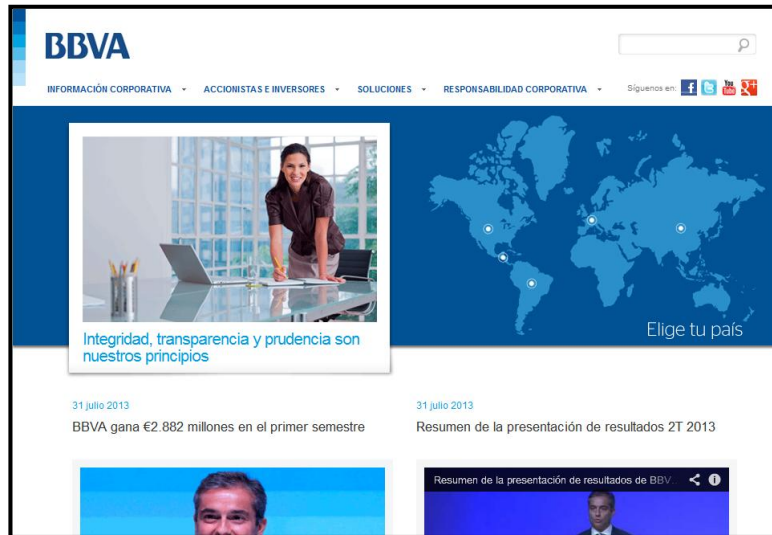 BBVA
INFORMACIÓN CORPORATIVA
ACCIONISTAS E INVERSORES
SOLUCIONES
RESPONSABILIDAD CORPORATIVA
Síguenos en:
f
t
You Tube
g+
Integridad, transparencia y prudencia son
nuestros principios
Elige tu país
31 julio 2013
BBVA gana €2.882 millones en el primer semestre
31 julio 2013
Resumen de la presentación de resultados 2T 2013
Resumen de la presentación de resultados de BBV...